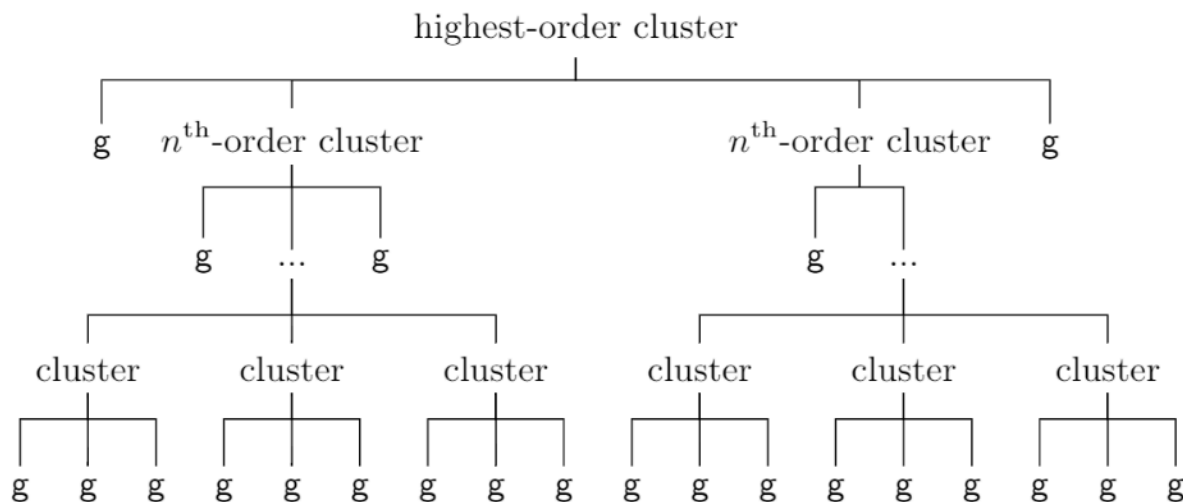 highest-order cluster
g nᵗʰ-order cluster nᵗʰ-order cluster g
g ... g g ...
cluster cluster cluster cluster cluster cluster
g g g g g g g g g g g g g g g g g g